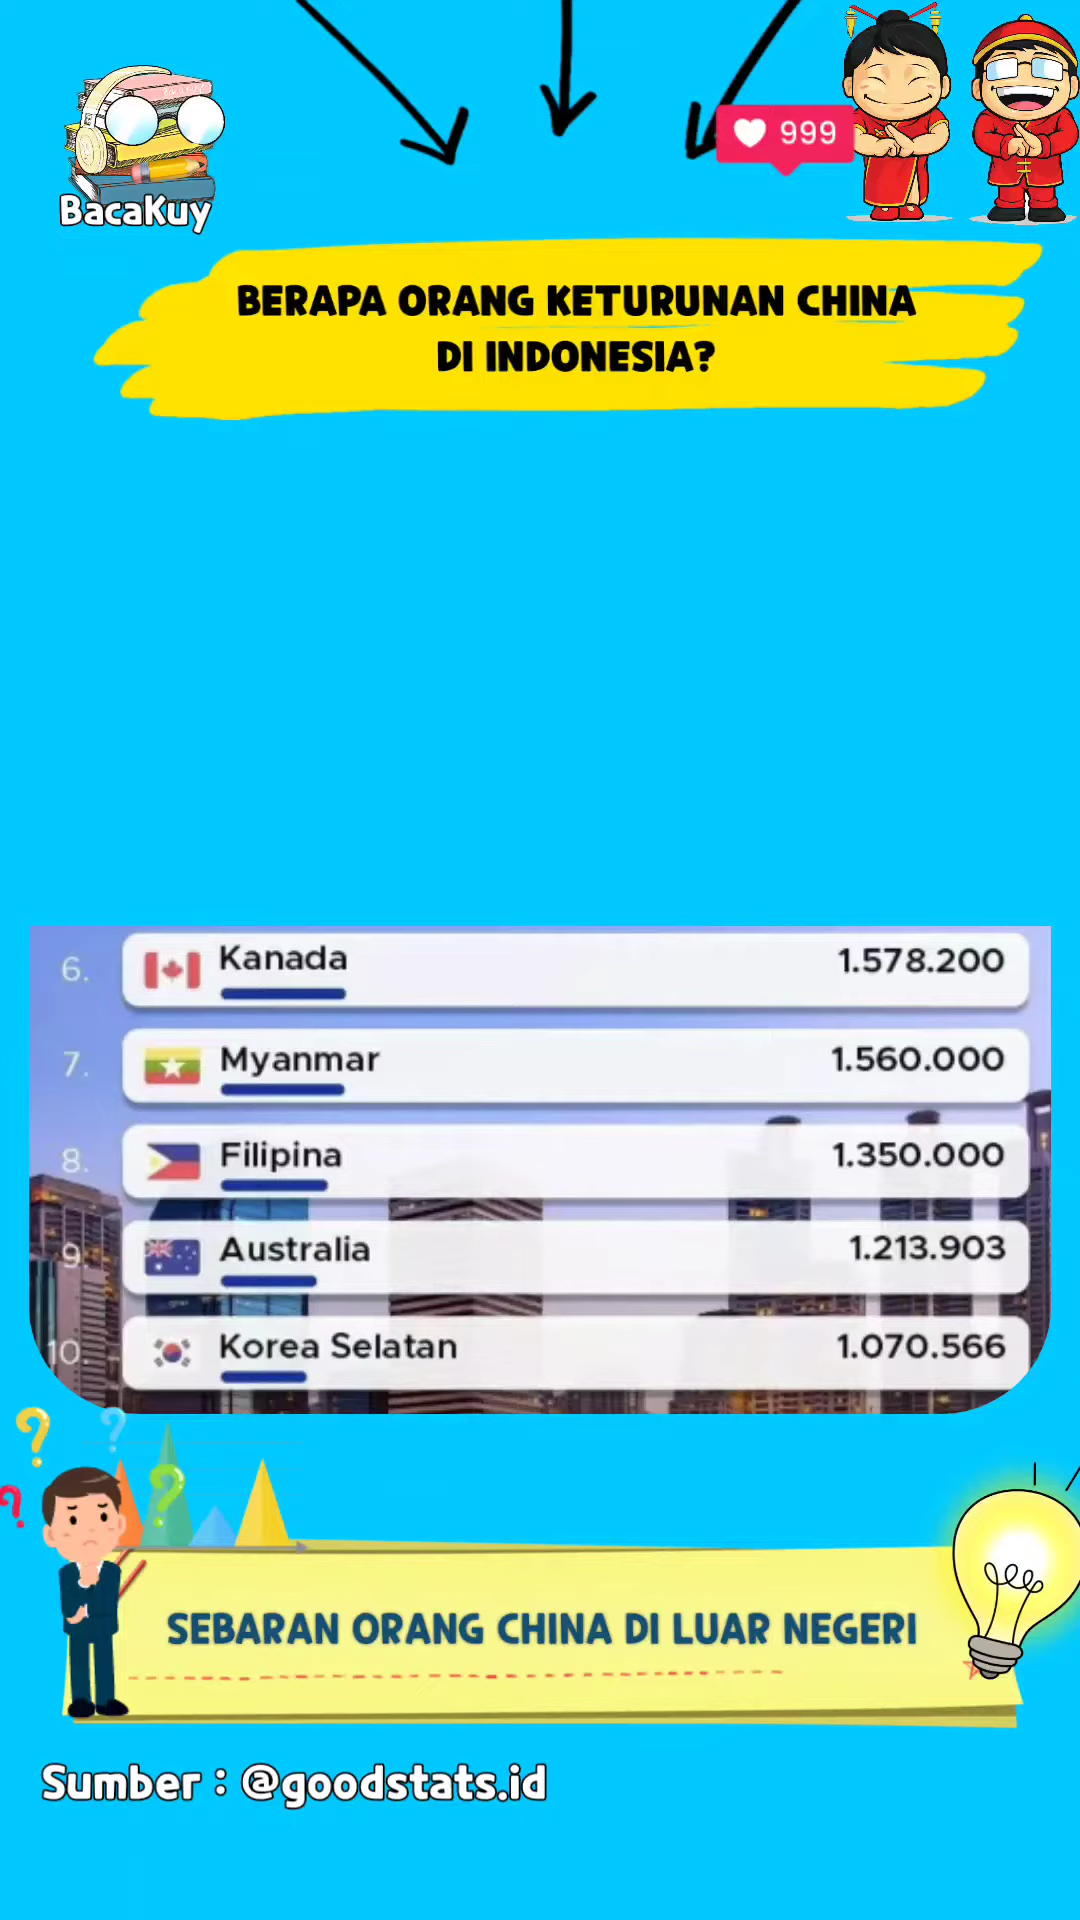 BacaKuy
999
BERAPA ORANG KETURUNAN CHINA
DI INDONESIA?
6. Kanada 1.578.200
7. Myanmar 1.560.000
8. Filipina 1.350.000
9. Australia 1.213.903
10. Korea Selatan 1.070.566
SEBARAN ORANG CHINA DI LUAR NEGERI
Sumber : @goodstats.id